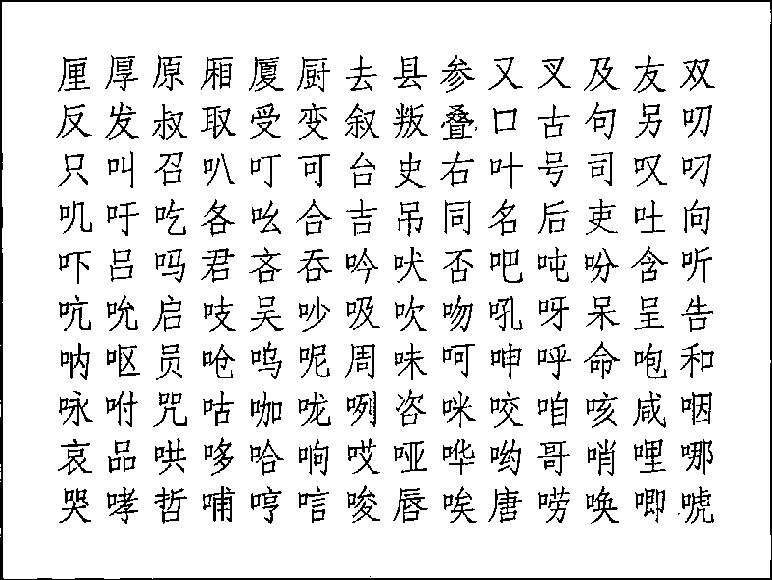 厘厚原厢厦厨去县参又叉及友双
反发叔取受变叙叛叠口古句另叨
只叫召叭叮可台史右叶号司叹叼
叽吁吃各吆合吉吊同名后吏吐向
吓吕吗君吝吞吟吠否吧吨吩含听
吭吮启吱吴吵吸吹吻吼呀呆呈告
呐呕员呛呜呢周味呵呻呼命咆和
咏咐咒咕咖咙咧咨咪咬咱咳咸咽
哀品哄哆哈响哎哑哗哟哥哨哩哪
哭哮哲哺哼唁唆唇唉唐唠唤唧唬